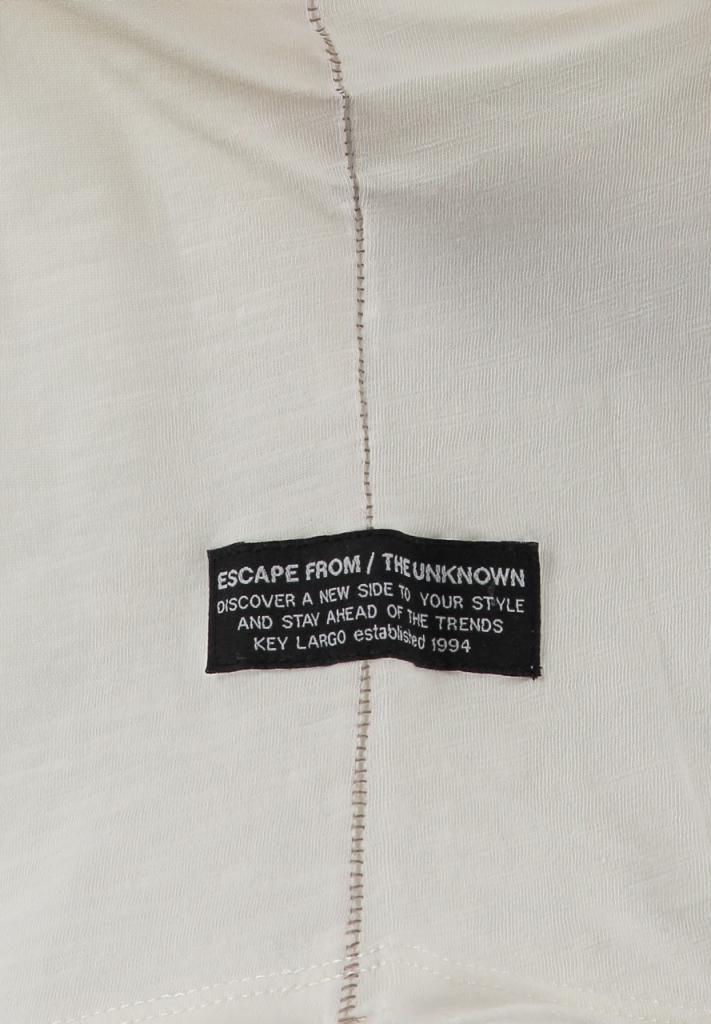 ESCAPE FROM / THE UNKNOWN
DISCOVER A NEW SIDE TO YOUR STYLE
AND STAY AHEAD OF THE TRENDS
KEY LARGO established 1994